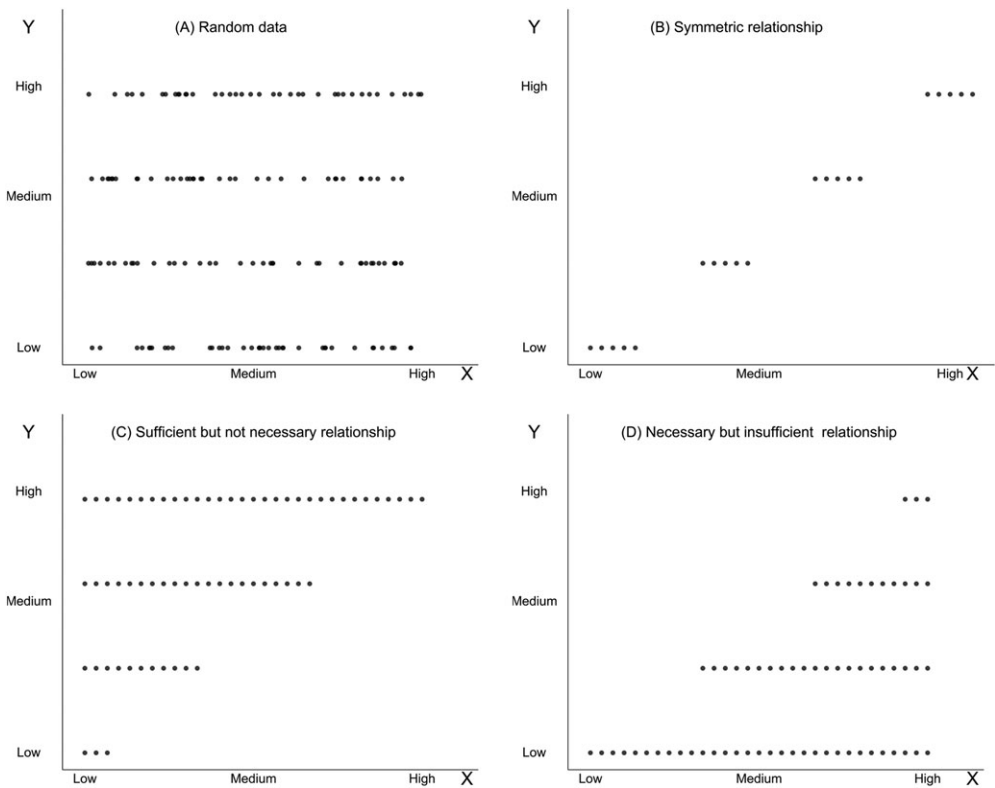 Y (A) Random data
High
Medium
Low
Low Medium High X
Y (B) Symmetric relationship
High
Medium
Low
Low Medium High X
Y (C) Sufficient but not necessary relationship
High
Medium
Low
Low Medium High X
Y (D) Necessary but insufficient relationship
High
Medium
Low
Low Medium High X